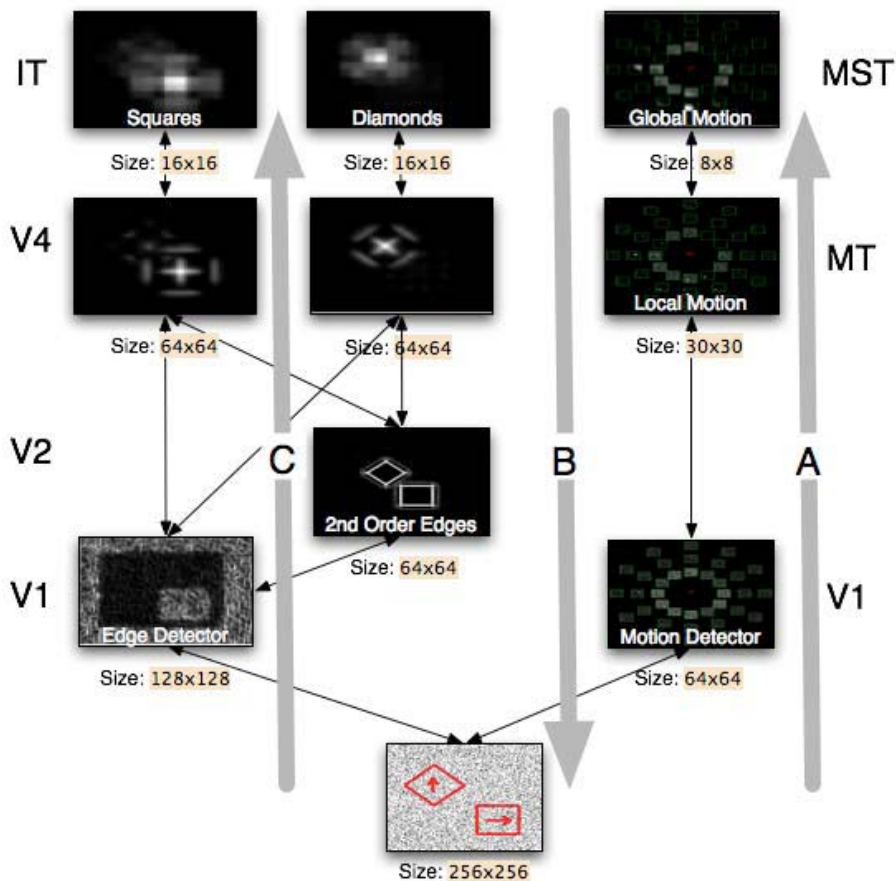 IT
Squares
Diamonds
Global Motion
MST
Size: 16x16
Size: 16x16
Size: 8x8
V4
Local Motion
MT
Size: 64x64
Size: 64x64
Size: 30x30
V2
C
B
A
2nd Order Edges
Size: 64x64
V1
Edge Detector
Motion Detector
V1
Size: 128x128
Size: 64x64
Size: 256x256